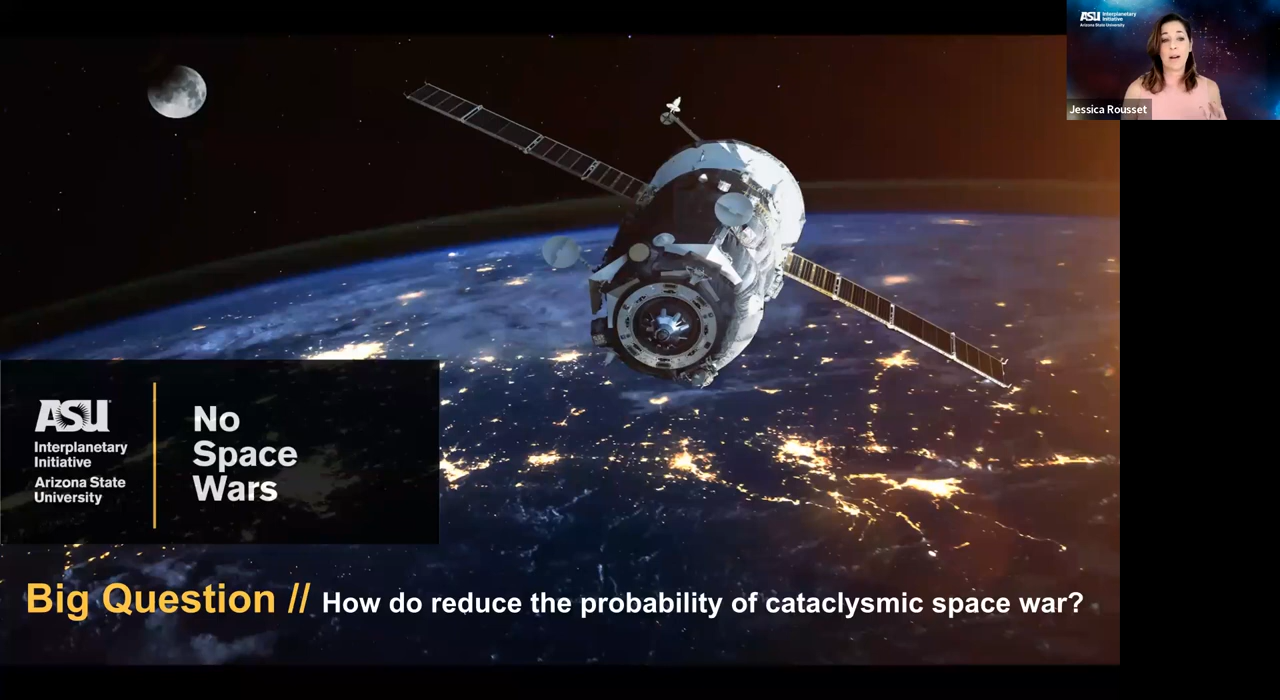 ASU Interplanetary
Initiative
Arizona State University
Jessica Rousset
ASU
Interplanetary
Initiative
Arizona State
University
No
Space
Wars
Big Question // How do reduce the probability of cataclysmic space war?